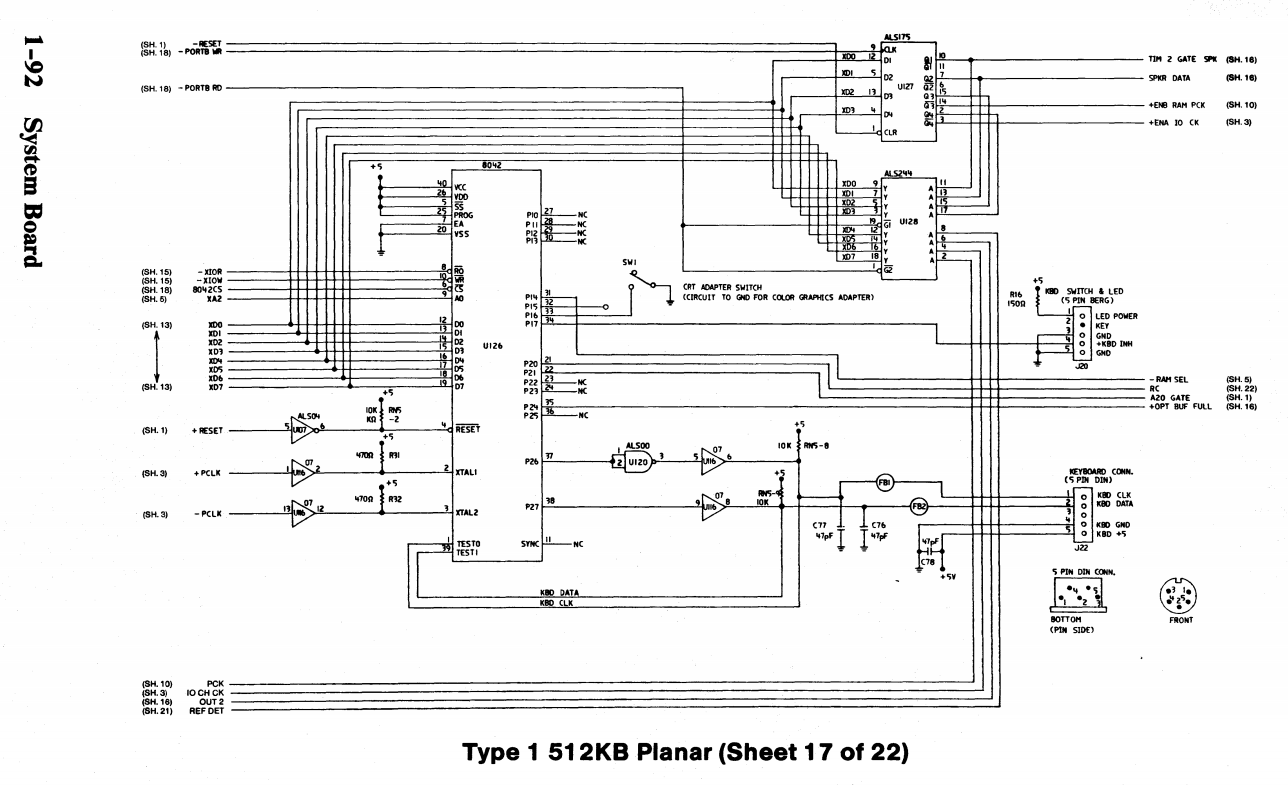 1-92 System Board
(SH. 1) -RESET
(SH. 18) -PORTB WR
(SH. 18) -PORTB RD
ALS175
XD0 9 CLK
12 D1
XD1 5 D2
XD2 13 D3
XD3 4 D4
1 CLR
U127
Q1 10
Q1 11
Q2 7
Q2 6
Q3 15
Q3 14
Q4 2
Q4 3
TIM 2 GATE SPK (SH. 16)
SPKR DATA (SH. 16)
+ENB RAM PCK (SH. 10)
+ENA IO CK (SH. 3)
ALS244
XD0 9 Y A 11
XD1 7 Y A 13
XD2 5 Y A 15
XD3 3 Y A 17
19 G1
U128
XD4 12 Y A 8
XD5 14 Y A 6
XD6 16 Y A 4
XD7 18 Y A 2
1 G2
+5
8042
40 VCC
26 VDD
5 SS
25 PROG
7 EA
20 VSS
P10 27 NC
P11 28 NC
P12 29 NC
P13 30 NC
(SH. 15) -XIOR 8 RD
(SH. 15) -XIOW 10 WR
(SH. 18) 8042CS 6 CS
(SH. 5) XA2 9 A0
SW1
CRT ADAPTER SWITCH
(CIRCUIT TO GND FOR COLOR GRAPHICS ADAPTER)
P14 31
P15 32
P16 33
P17 34
+5
R16
150Ω
KBD SWITCH & LED
(5 PIN BERG)
1 LED POWER
2 KEY
3 GND
4 +KBD INH
5 GND
J20
(SH. 13) XD0 12 D0
XD1 13 D1
XD2 14 D2
XD3 15 D3
XD4 16 D4
XD5 17 D5
XD6 18 D6
(SH. 13) XD7 19 D7
U126
P20 21
P21 22
P22 23 NC
P23 24 NC
P24 35
P25 36 NC
-RAM SEL (SH. 5)
RC (SH. 22)
A20 GATE (SH. 1)
+OPT BUF FULL (SH. 16)
+5
10K RN5
KΩ -2
ALS04
(SH. 1) +RESET 5 U107 6 4 RESET
+5
470Ω R31
07
(SH. 3) +PCLK 1 U116 2 2 XTAL1
+5
470Ω R32
07
(SH. 3) -PCLK 13 U116 12 3 XTAL2
1 TEST0
39 TEST1
SYNC 11 NC
P26 37
ALS00
1
2 U120 3
07
5 U116 6
+5
10K RN5-8
P27 38
07
9 U116 8
+5
RN5-9
10K
FB1
FB2
C77
47pF
C76
47pF
47pF
C78
+5V
KEYBOARD CONN.
(5 PIN DIN)
1 KBD CLK
2 KBD DATA
3
4 KBD GND
5 KBD +5
J22
KBD DATA
KBD CLK
5 PIN DIN CONN.
4 5
1 2 3
BOTTOM
(PIN SIDE)
3 1
4 2 5
FRONT
(SH. 10) PCK
(SH. 3) IO CH CK
(SH. 16) OUT 2
(SH. 21) REF DET
Type 1 512KB Planar (Sheet 17 of 22)